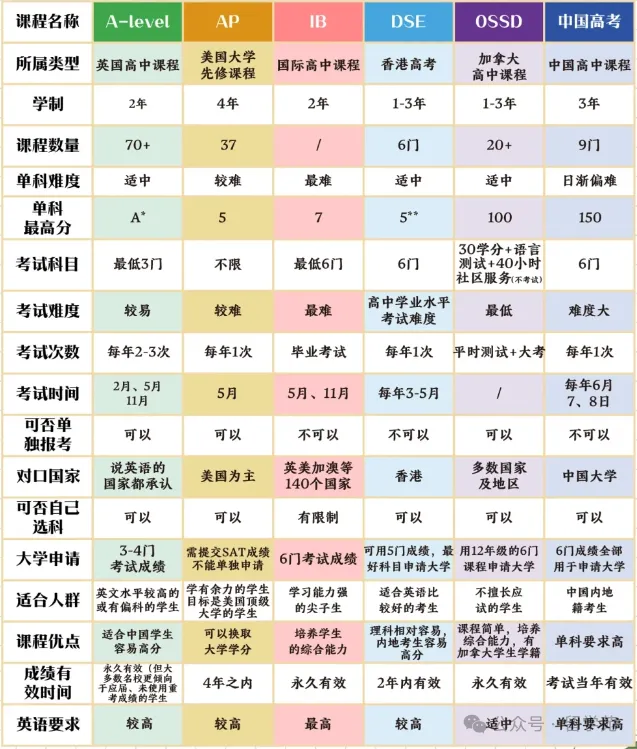 课程名称 A-level AP IB DSE OSSD 中国高考
所属类型 英国高中课程 美国大学 国际高中课程 香港高考 加拿大 中国高中课程
先修课程 高中课程
学制 2年 4年 2年 1-3年 1-3年 3年
课程数量 70+ 37 / 6门 20+ 9门
单科难度 适中 较难 最难 适中 适中 日渐偏难
单科 A* 5 7 5** 100 150
最高分
考试科目 最低3门 不限 最低6门 6门 30学分+语言 6门
测试+40小时
社区服务(不考试)
考试难度 较易 较难 最难 高中学业水平 最低 难度大
考试难度
考试次数 每年2-3次 每年1次 毕业考试 每年1次 平时测试+大考 每年1次
考试时间 2月、5月 5月 5月、11月 每年3-5月 / 每年6月
11月 7、8日
可否单 可以 可以 不可以 不可以 可以 不可以
独报考
对口国家 说英语的 美国为主 英美加澳等 香港 多数国家 中国大学
国家都承认 140个国家 及地区
可否自己 可以 可以 有限制 可以 可以 可以
选科
大学申请 3-4门 需提交SAT成绩 6门考试成绩 可用5门成绩，最 用12年级的6门 6门成绩全部
考试成绩 不能单独申请 好科目申请大学 课程申请大学 用于申请大学
适合人群 英文水平较高的 学有余力的学生 学习能力强 适合英语比 不擅长应 中国内地
或有偏科的学生 目标是美国顶级 的尖子生 较好的考生 试的学生 籍考生
大学的学生
课程优点 适合中国学生 可以换取 培养学生 理科相对容易， 课程简单，培养 单科要求高
容易高分 大学学分 的综合能力 内地考生容易 综合能力，有
高分 加拿大学生学籍
成绩有 永久有效（但大 4年之内 永久有效 2年内有效 永久有效 考试当年有效
效时间 多数名校更倾向
于应届、未使用重
考成绩的学生
英语要求 较高 较高 最高 较高 适中 单科要求高
公众号